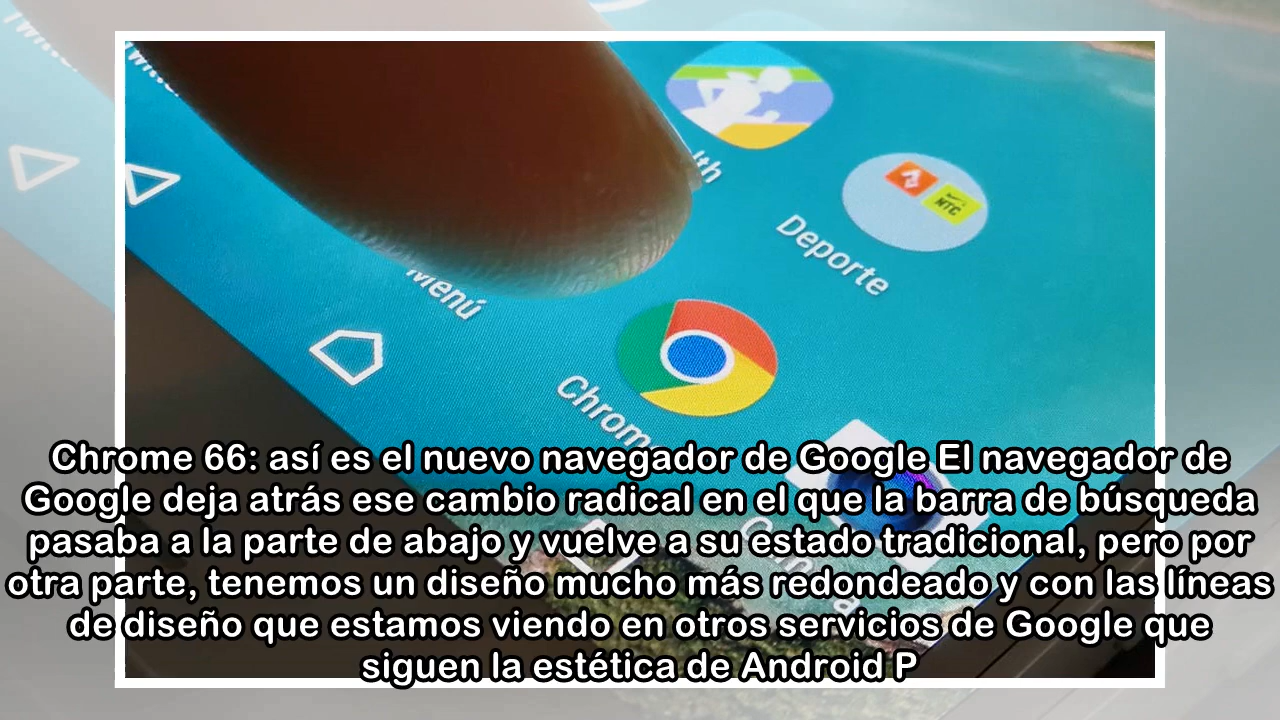 Twitter
lth
NTC
Deporte
Menú
Chrome 66: así es el nuevo navegador de Google El navegador de
Google deja atrás ese cambio radical en el que la barra de búsqueda
pasaba a la parte de abajo y vuelve a su estado tradicional, pero por
otra parte, tenemos un diseño mucho más redondeado y con las líneas
de diseño que estamos viendo en otros servicios de Google que
siguen la estética de Android P